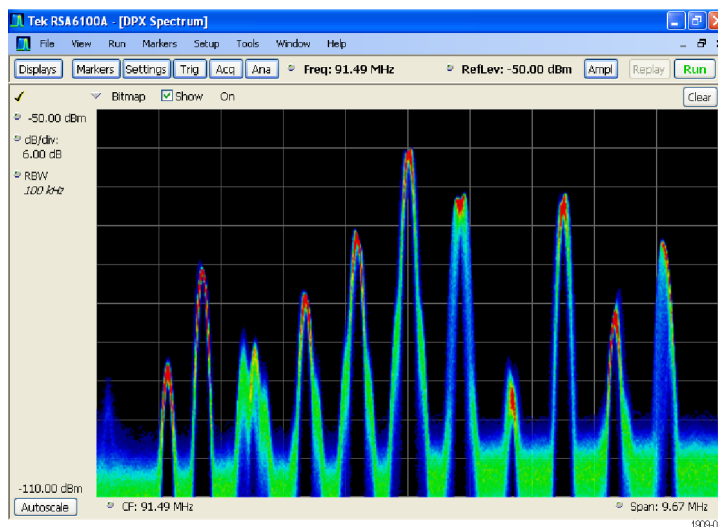 Tek RSA6100A - [DPX Spectrum]
File View Run Markers Setup Tools Window Help
Displays Markers Settings Trig Acq Ana Freq: 91.49 MHz RefLev: -50.00 dBm Ampl Replay Run
Bitmap Show On Clear
-50.00 dBm
dB/div:
6.00 dB
RBW
100 kHz
-110.00 dBm
Autoscale CF: 91.49 MHz Span: 9.67 MHz